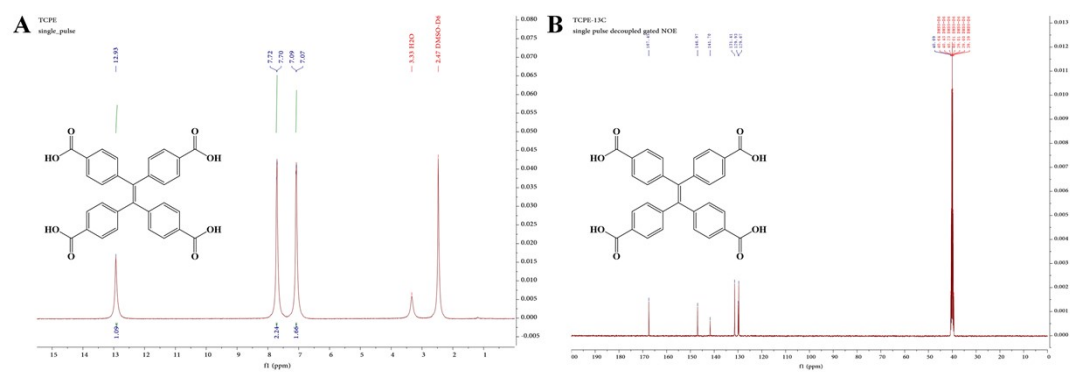 A
TCPE
single_pulse
12.93
7.72
7.70
7.09
7.07
3.33 H2O
2.47 DMSO-D6
0.080
0.075
0.070
0.065
0.060
0.055
0.050
0.045
0.040
0.035
0.030
0.025
0.020
0.015
0.010
0.005
0.000
-0.005
O
HO
O
OH
HO
O
OH
O
1.09
2.24
1.66
15 14 13 12 11 10 9 8 7 6 5 4 3 2 1
f1 (ppm)
B
TCPE-13C
single pulse decoupled gated NOE
0.013
0.012
0.011
0.010
0.009
0.008
0.007
0.006
0.005
0.004
0.003
0.002
0.001
0.000
O
HO
O
OH
HO
O
OH
O
190 180 170 160 150 140 130 120 110 100 90 80 70 60 50 40 30 20 10 0
f1 (ppm)